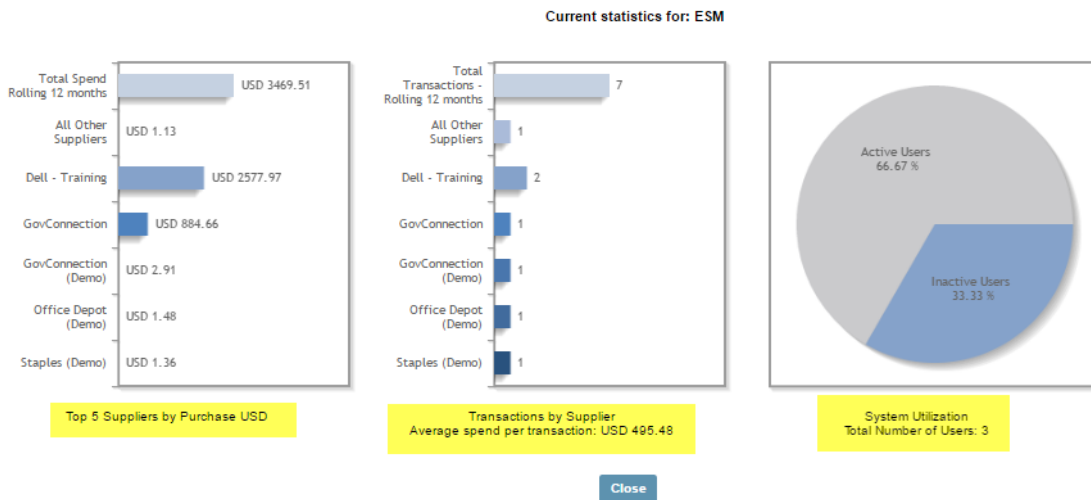 Current statistics for: ESM
Total Spend
Rolling 12 months
USD 3469.51
All Other
Suppliers
USD 1.13
Dell - Training
USD 2577.97
GovConnection
USD 884.66
GovConnection
(Demo)
USD 2.91
Office Depot
(Demo)
USD 1.48
Staples (Demo)
USD 1.36
Top 5 Suppliers by Purchase USD
Total
Transactions -
Rolling 12 months
7
All Other
Suppliers
1
Dell - Training
2
GovConnection
1
GovConnection
(Demo)
1
Office Depot
(Demo)
1
Staples (Demo)
1
Transactions by Supplier
Average spend per transaction: USD 495.48
Active Users
66.67 %
Inactive Users
33.33 %
System Utilization
Total Number of Users: 3
Close